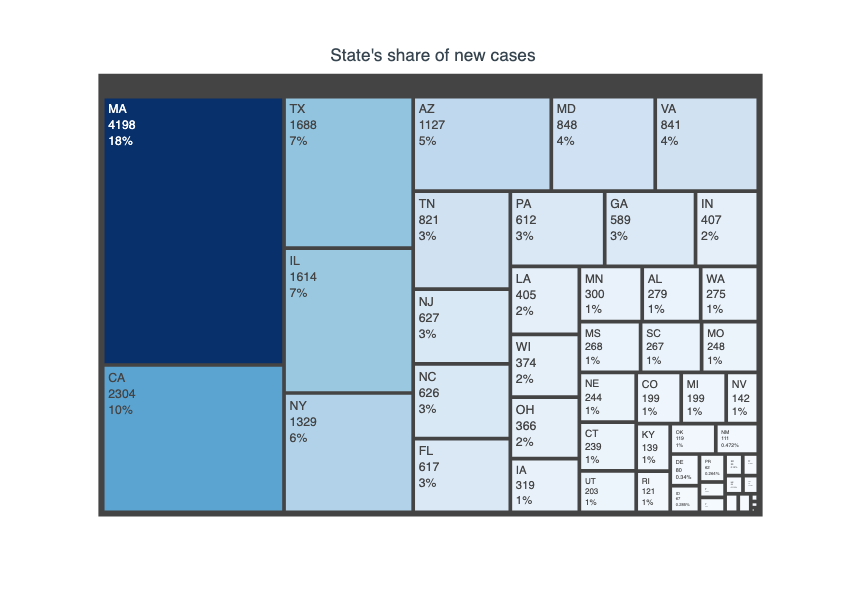 State's share of new cases
MA
4198
18%
CA
2304
10%
TX
1688
7%
IL
1614
7%
NY
1329
6%
AZ
1127
5%
MD
848
4%
VA
841
4%
TN
821
3%
NJ
627
3%
NC
626
3%
FL
617
3%
PA
612
3%
GA
589
3%
IN
407
2%
LA
405
2%
WI
374
2%
OH
366
2%
IA
319
1%
MN
300
1%
AL
279
1%
WA
275
1%
MS
268
1%
SC
267
1%
MO
248
1%
NE
244
1%
CT
239
1%
UT
203
1%
CO
199
1%
MI
199
1%
NV
142
1%
KY
139
1%
RI
121
1%
OK
119
1%
NM
111
0.472%
DE
80
0.34%